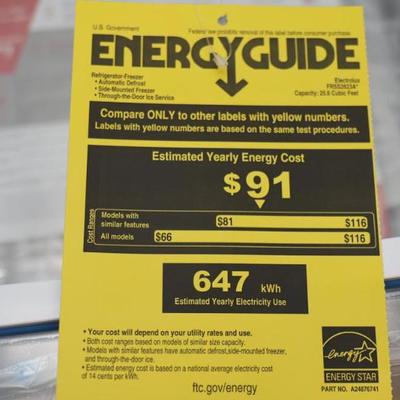 U.S. Government
Federal law prohibits removal of this label before consumer purchase.
ENERGYGUIDE
Refrigerator-Freezer
• Automatic Defrost
• Side-Mounted Freezer
• Through-the-Door Ice Service
Electrolux
FRSS2623A*
Capacity: 25.6 Cubic Feet
Compare ONLY to other labels with yellow numbers.
Labels with yellow numbers are based on the same test procedures.
Estimated Yearly Energy Cost
$91
Cost Ranges
Models with
similar features
$81
$116
All models
$66
$116
647 kWh
Estimated Yearly Electricity Use
• Your cost will depend on your utility rates and use.
• Both cost ranges based on models of similar size capacity.
• Models with similar features have automatic defrost,side-mounted freezer,
and through-the-door ice.
• Estimated energy cost is based on a national average electricity cost
of 14 cents per kWh.
ftc.gov/energy
energy
ENERGY STAR
PART NO. A24876741